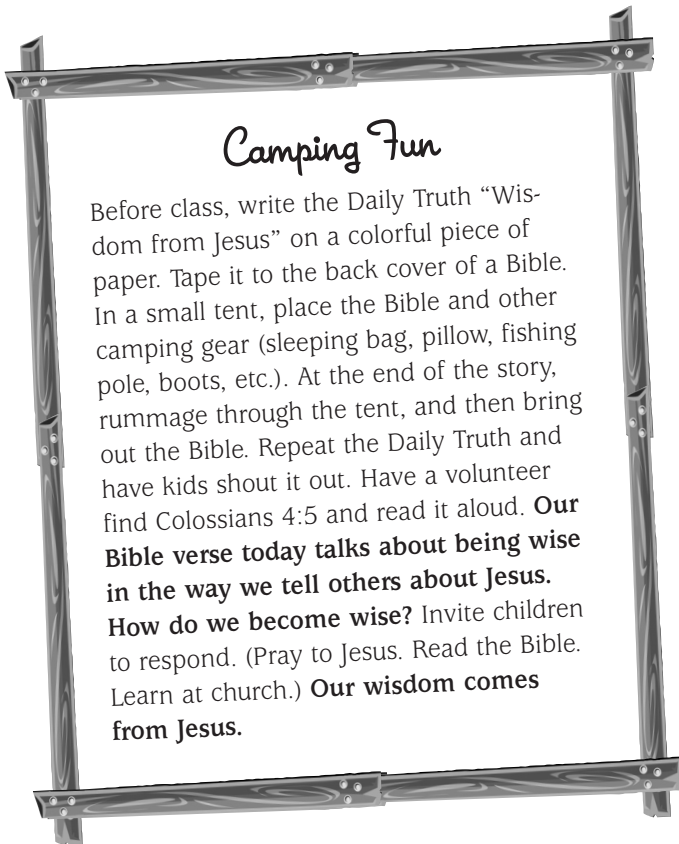 Camping Fun
Before class, write the Daily Truth “Wis-
dom from Jesus” on a colorful piece of
paper. Tape it to the back cover of a Bible.
In a small tent, place the Bible and other
camping gear (sleeping bag, pillow, fishing
pole, boots, etc.). At the end of the story,
rummage through the tent, and then bring
out the Bible. Repeat the Daily Truth and
have kids shout it out. Have a volunteer
find Colossians 4:5 and read it aloud. Our
Bible verse today talks about being wise
in the way we tell others about Jesus.
How do we become wise? Invite children
to respond. (Pray to Jesus. Read the Bible.
Learn at church.) Our wisdom comes
from Jesus.